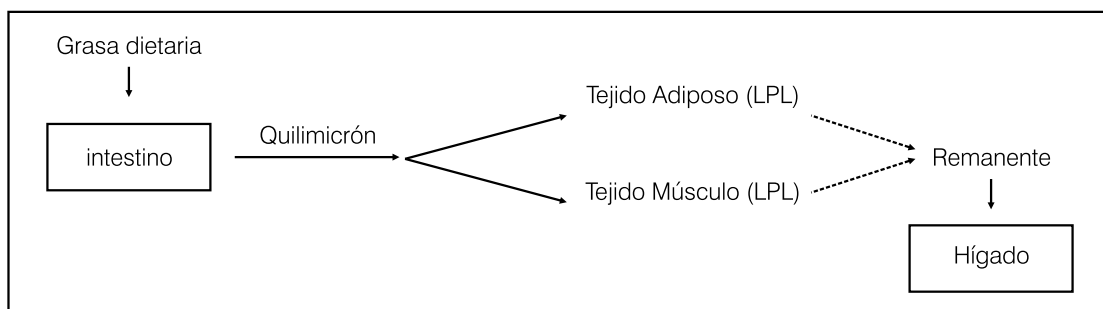 Grasa dietaria
intestino
Quilimicrón
Tejido Adiposo (LPL)
Tejido Músculo (LPL)
Remanente
Hígado